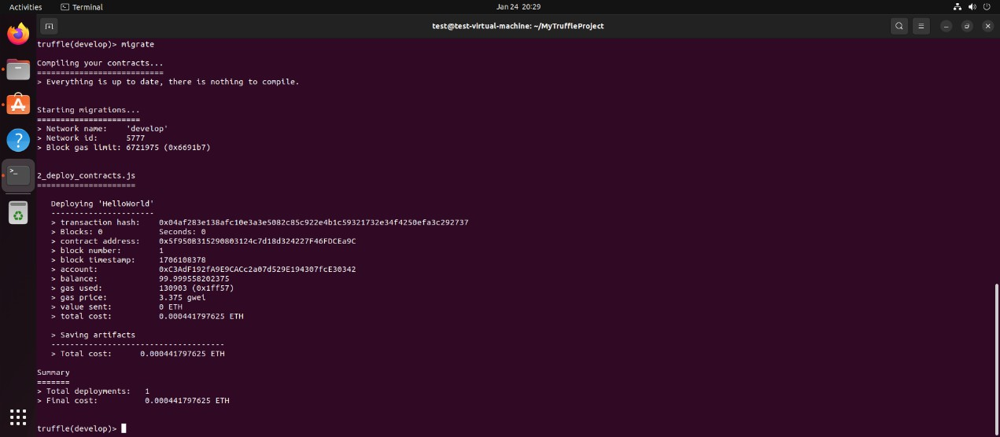 Activities
Terminal
Jan 24 20:29
test@test-virtual-machine: ~/MyTruffleProject
truffle(develop)> migrate
Compiling your contracts...
===========================
> Everything is up to date, there is nothing to compile.
Starting migrations...
======================
> Network name:    'develop'
> Network id:      5777
> Block gas limit: 6721975 (0x6691b7)
2_deploy_contracts.js
=====================
Deploying 'HelloWorld'
----------------------
> transaction hash:    0x04af283e138afc10e3a3e5082c85c922e4b1c59321732e34f4250efa3c292737
> Blocks: 0            Seconds: 0
> contract address:    0x5f950B315290803124c7d18d324227F46FDCEa9C
> block number:        1
> block timestamp:     1706108378
> account:             0xC3AdF192fA9E9CACc2a07d529E194307fcE30342
> balance:             99.999558202375
> gas used:            130903 (0x1ff57)
> gas price:           3.375 gwei
> value sent:          0 ETH
> total cost:          0.000441797625 ETH
> Saving artifacts
-------------------------------------
> Total cost:      0.000441797625 ETH
Summary
=======
> Total deployments:   1
> Final cost:          0.000441797625 ETH
truffle(develop)>